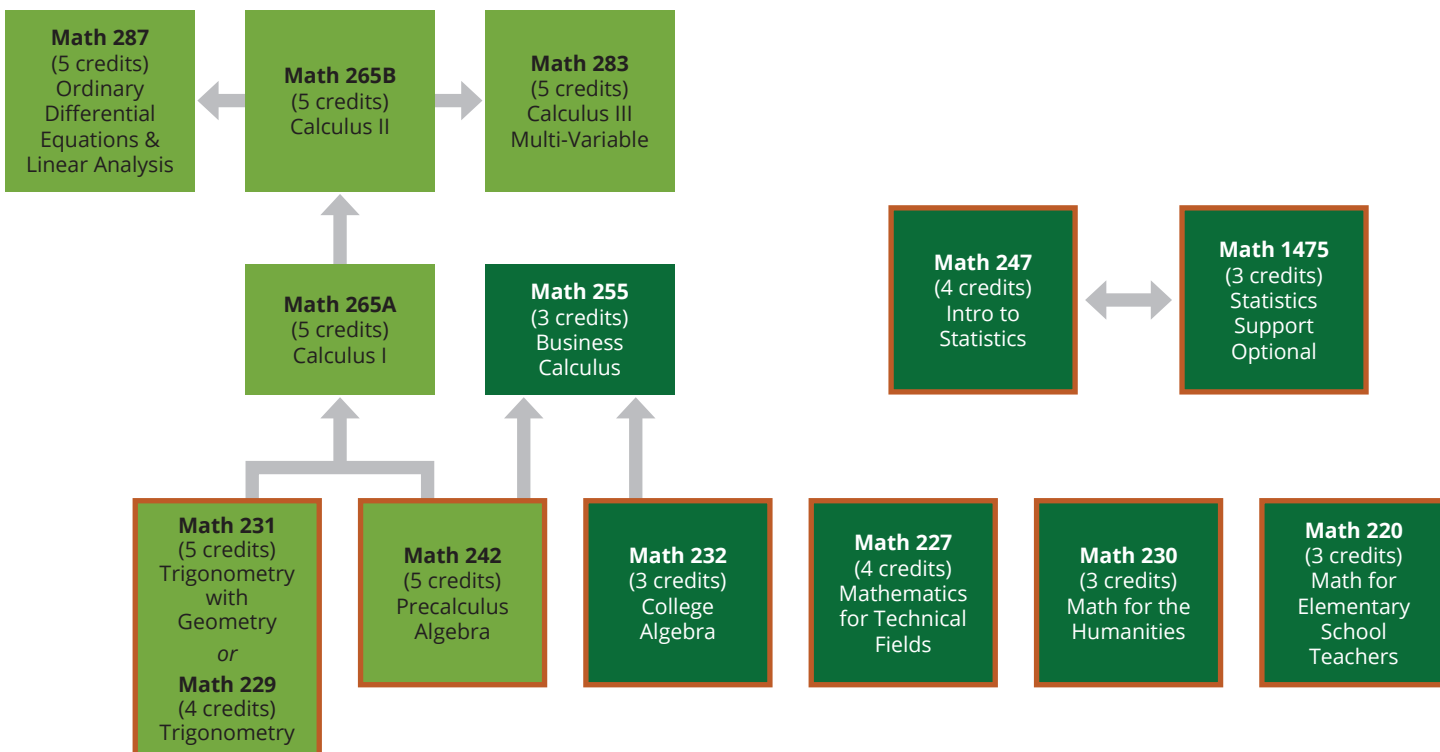 Math 287
(5 credits)
Ordinary
Differential
Equations &
Linear Analysis
Math 265B
(5 credits)
Calculus II
Math 283
(5 credits)
Calculus III
Multi-Variable
Math 247
(4 credits)
Intro to
Statistics
Math 1475
(3 credits)
Statistics
Support
Optional
Math 265A
(5 credits)
Calculus I
Math 255
(3 credits)
Business
Calculus
Math 231
(5 credits)
Trigonometry
with
Geometry
or
Math 229
(4 credits)
Trigonometry
Math 242
(5 credits)
Precalculus
Algebra
Math 232
(3 credits)
College
Algebra
Math 227
(4 credits)
Mathematics
for Technical
Fields
Math 230
(3 credits)
Math for the
Humanities
Math 220
(3 credits)
Math for
Elementary
School
Teachers